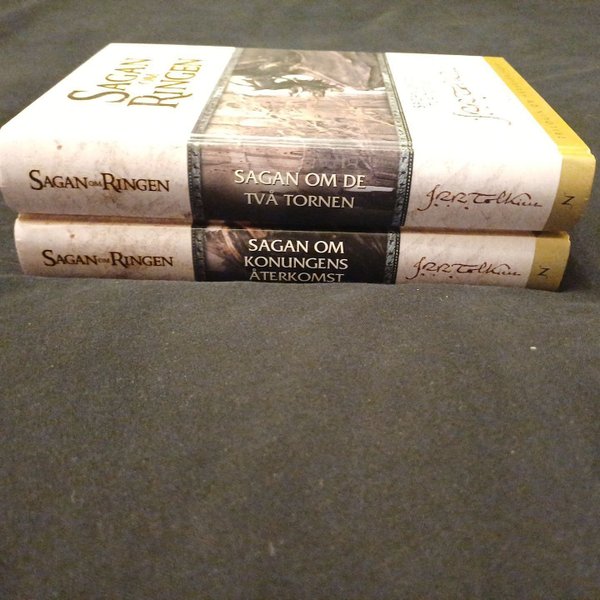 SAGAN
OM
RINGEN
SAGAN OM RINGEN
SAGAN OM DE
TVÅ TORNEN
J.R.R. Tolkien
SAGAN OM RINGEN
SAGAN OM
KONUNGENS
ÅTERKOMST
J.R.R. Tolkien